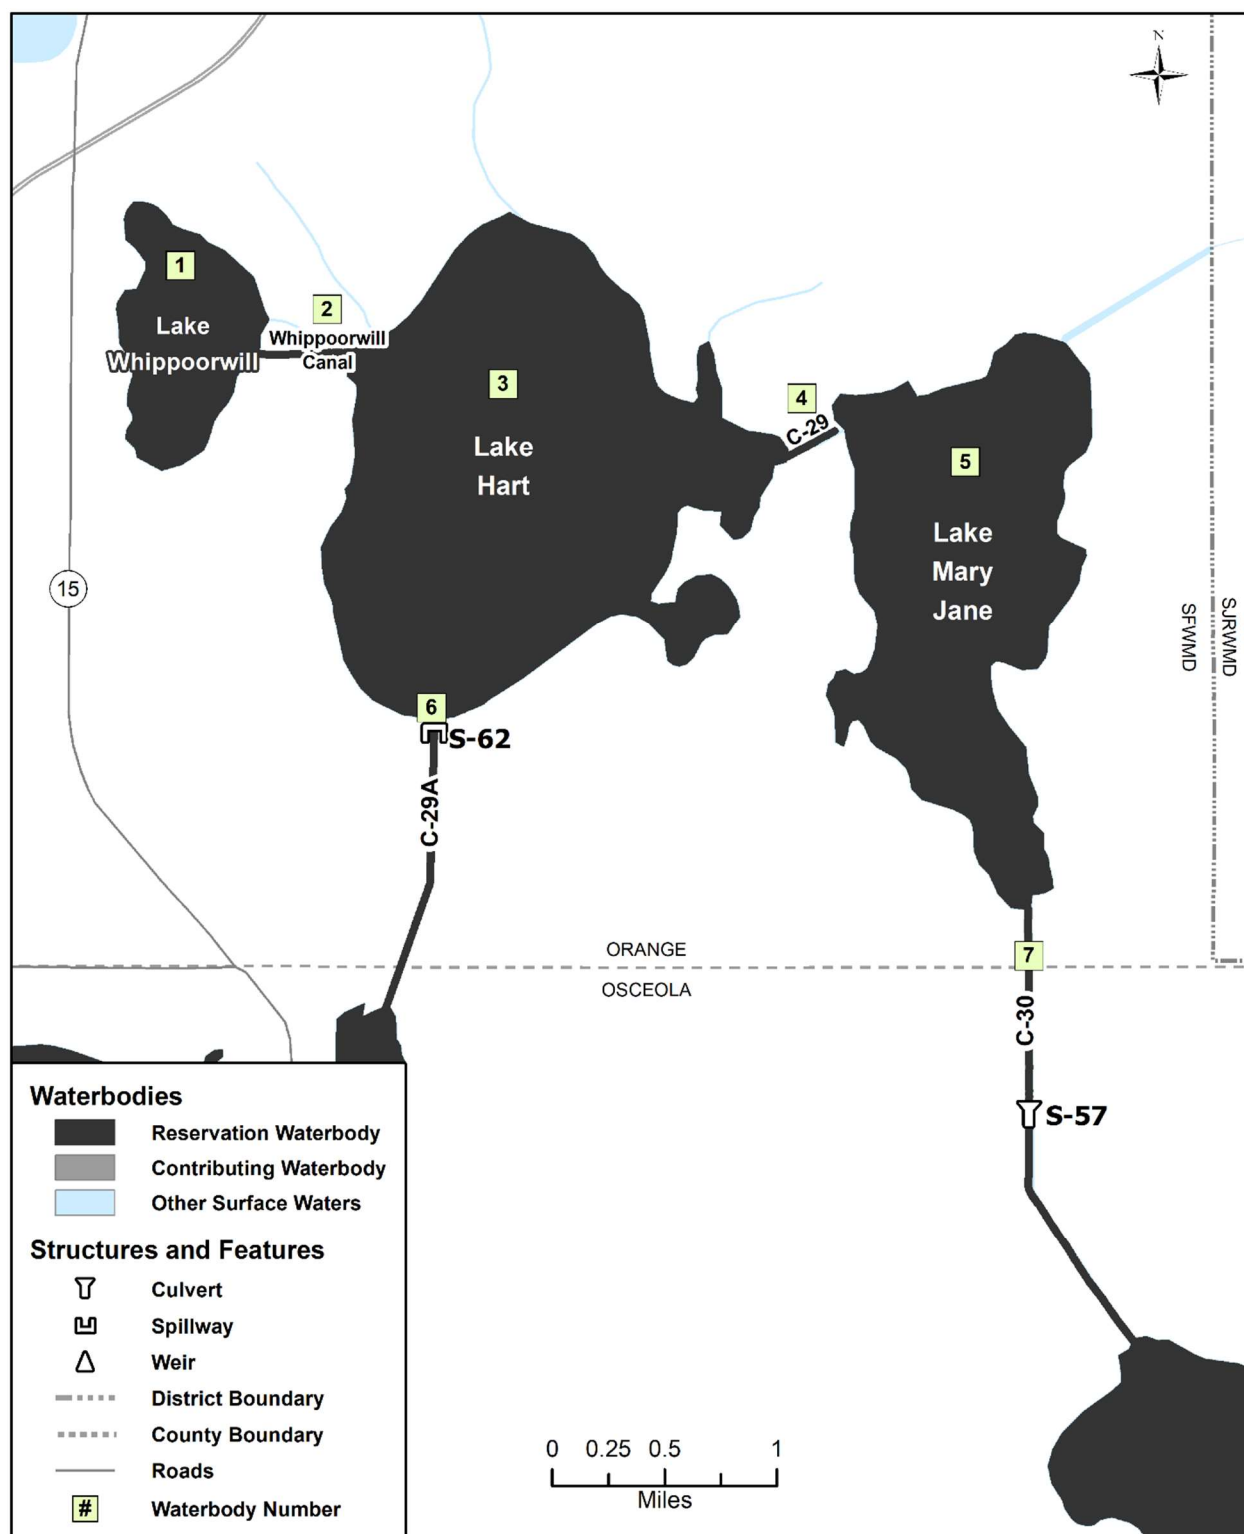 N
1
Lake
Whippoorwill
2
Whippoorwill
Canal
3
Lake
Hart
4
C-29
5
Lake
Mary
Jane
15
SFWMD
SJRWMD
6
S-62
C-29A
ORANGE
OSCEOLA
7
C-30
S-57
Waterbodies
Reservation Waterbody
Contributing Waterbody
Other Surface Waters
Structures and Features
Culvert
Spillway
Weir
District Boundary
County Boundary
Roads
# Waterbody Number
0 0.25 0.5 1
Miles